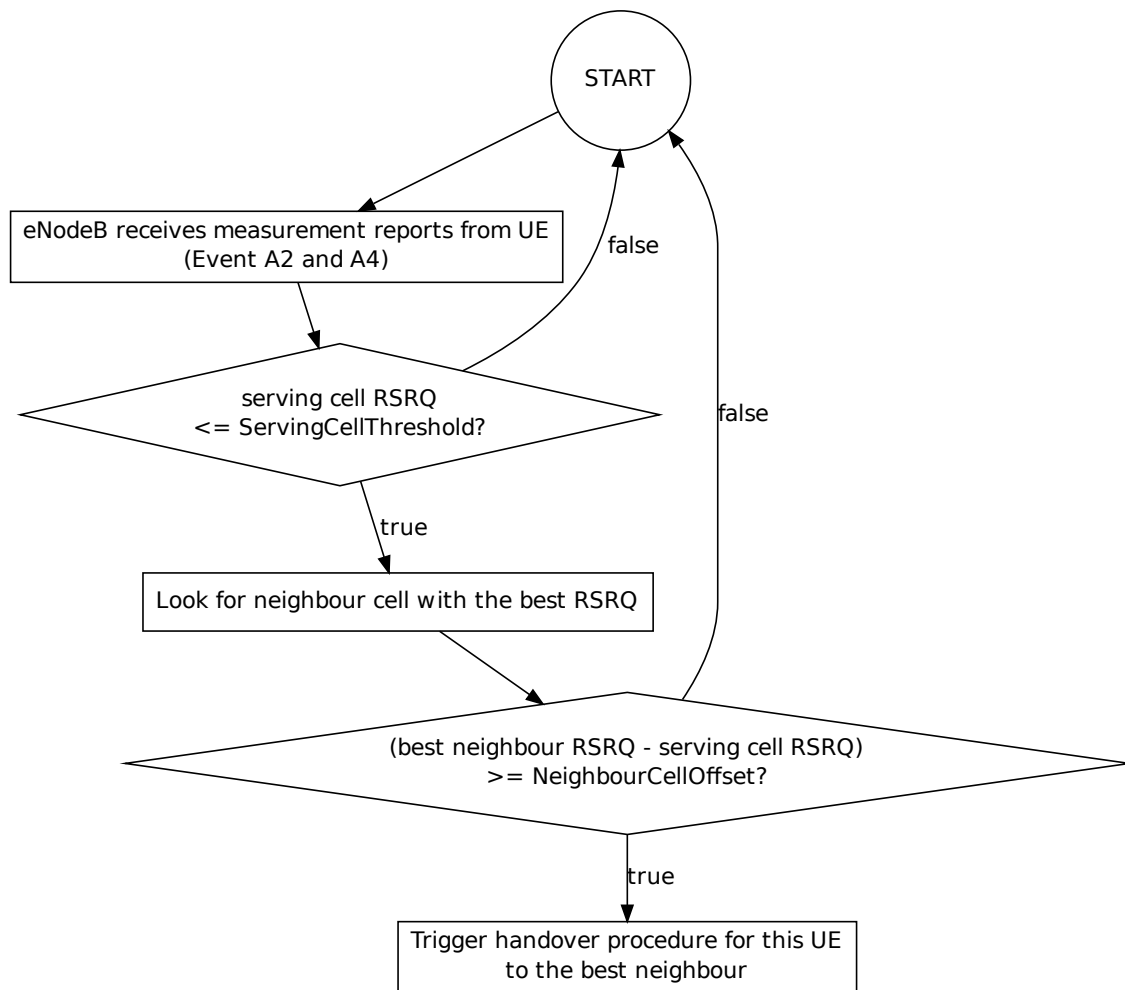 START
eNodeB receives measurement reports from UE
(Event A2 and A4)
false
serving cell RSRQ
<= ServingCellThreshold?
false
true
Look for neighbour cell with the best RSRQ
(best neighbour RSRQ - serving cell RSRQ)
>= NeighbourCellOffset?
true
Trigger handover procedure for this UE
to the best neighbour